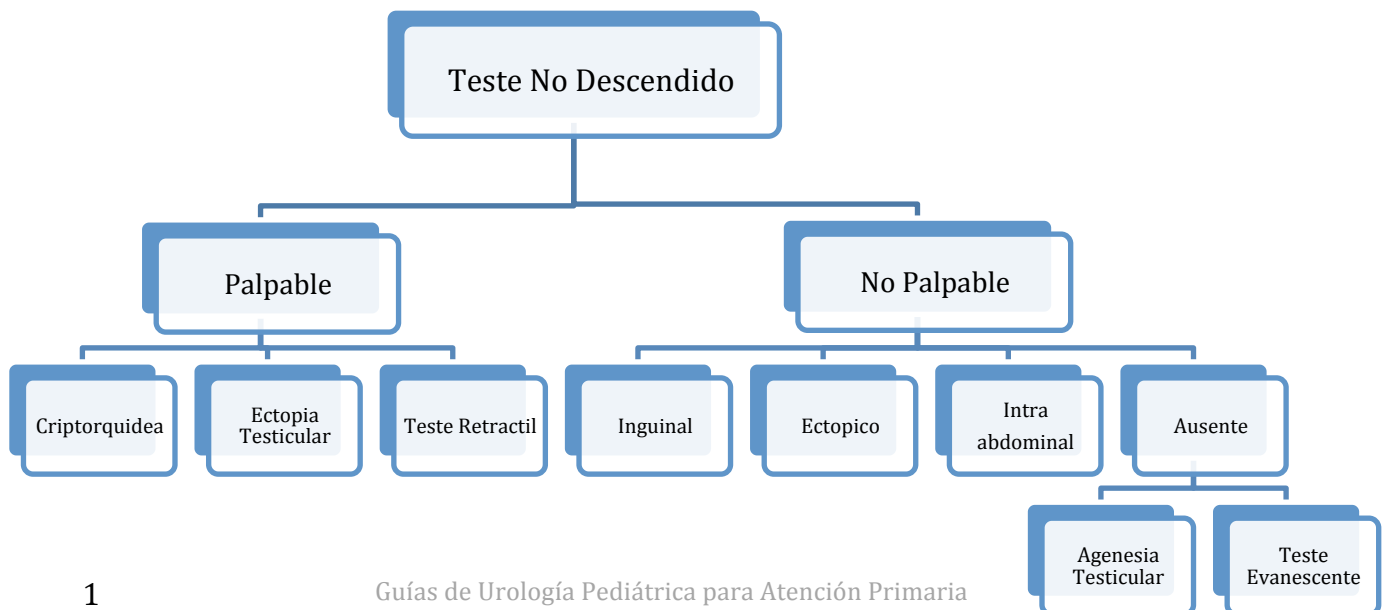 Teste No Descendido
Palpable
No Palpable
Criptorquidea
Ectopia
Testicular
Teste Retractil
Inguinal
Ectopico
Intra
abdominal
Ausente
Agenesia
Testicular
Teste
Evanescente
1
Guías de Urología Pediátrica para Atención Primaria